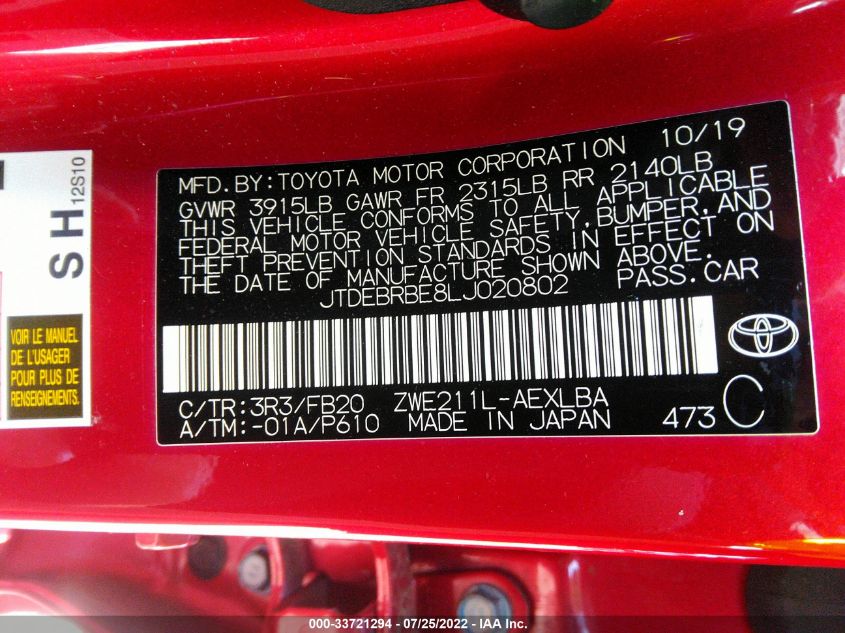 SH
12S10
VOIR LE MANUEL
DE L'USAGER
POUR PLUS DE
RENSEIGNEMENTS.
MFD.BY:TOYOTA MOTOR CORPORATION 10/19
GVWR 3915LB GAWR FR 2315LB RR 2140LB
THIS VEHICLE CONFORMS TO ALL APPLICABLE
FEDERAL MOTOR VEHICLE SAFETY,BUMPER,AND
THEFT PREVENTION STANDARDS IN EFFECT ON
THE DATE OF MANUFACTURE SHOWN ABOVE.
JTDEBRBE8LJ020802 PASS.CAR
C/TR:3R3/FB20 ZWE211L-AEXLBA
A/TM:-01A/P610 MADE IN JAPAN 473 C
000-33721294 - 07/25/2022 - IAA Inc.